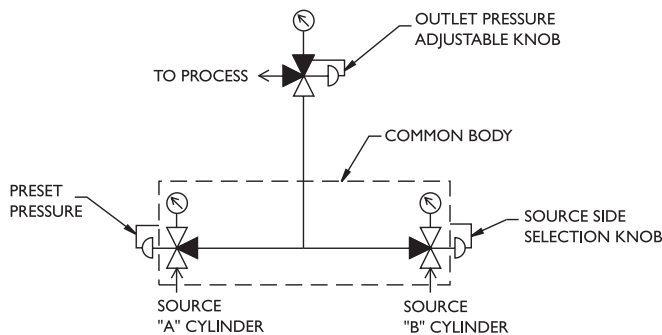 OUTLET PRESSURE
ADJUSTABLE KNOB
TO PROCESS
COMMON BODY
PRESET
PRESSURE
SOURCE SIDE
SELECTION KNOB
SOURCE
"A" CYLINDER
SOURCE
"B" CYLINDER